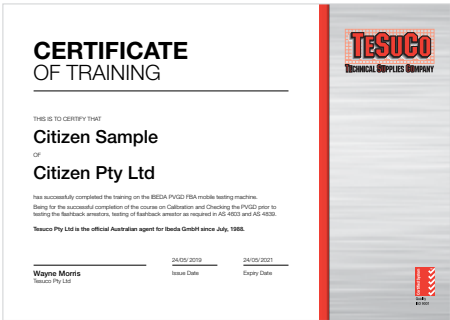 CERTIFICATE
OF TRAINING
TESUCO
TECHNICAL SUPPLIES COMPANY
THIS IS TO CERTIFY THAT
Citizen Sample
OF
Citizen Pty Ltd
has successfully completed the training on the IBEDA PVGD FBA mobile testing machine.
Being for the successful completion of the course on Calibration and Checking the PVGD prior to
testing the flashback arrestors, testing of flashback arrestor as required in AS 4603 and AS 4839.
Tesuco Pty Ltd is the official Australian agent for Ibeda GmbH since July, 1988.
24/05/2019
24/05/2021
Wayne Morris
Issue Date
Expiry Date
Tesuco Pty Ltd
Quality
ISO 9001